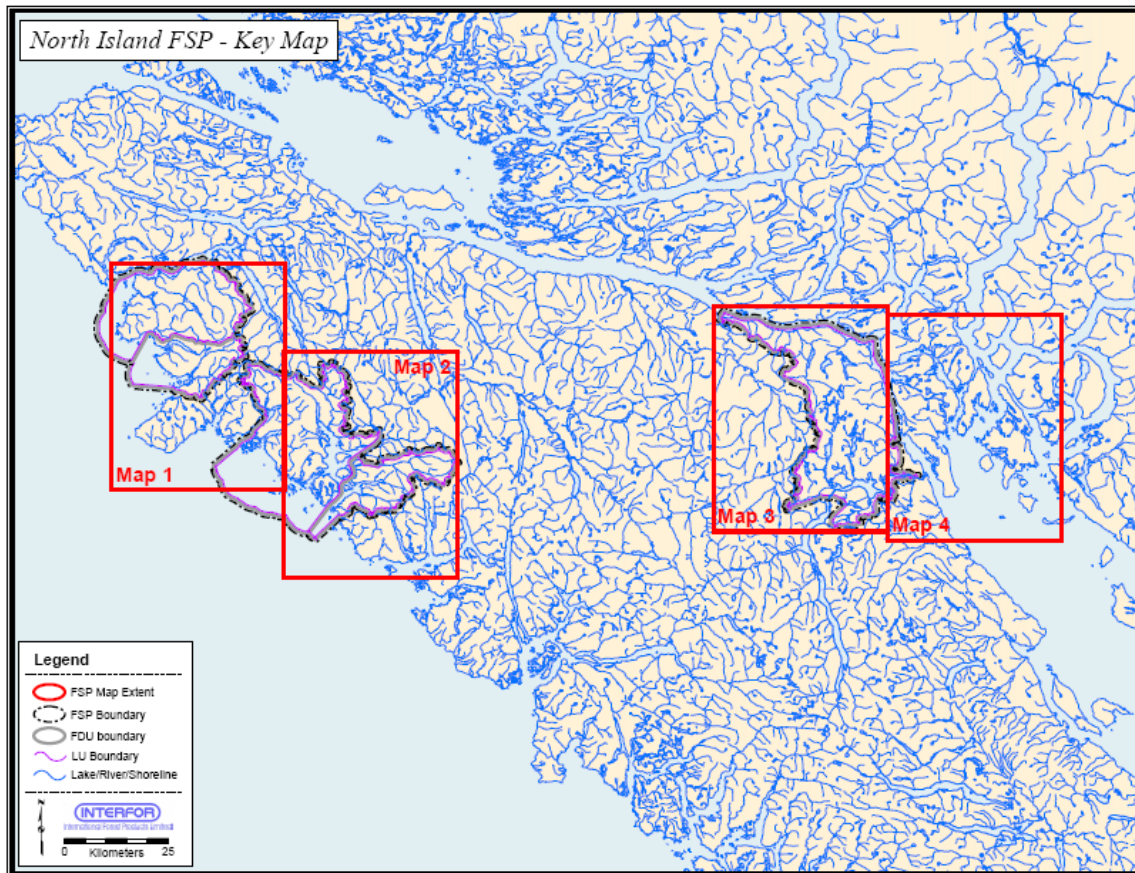 North Island FSP - Key Map
Map 2
Map 1
Map 3
Map 4
Legend
FSP Map Extent
FSP Boundary
FDU boundary
LU Boundary
Lake/River/Shoreline
N
INTERFOR
International Forest Products Limited
0 Kilometers 25